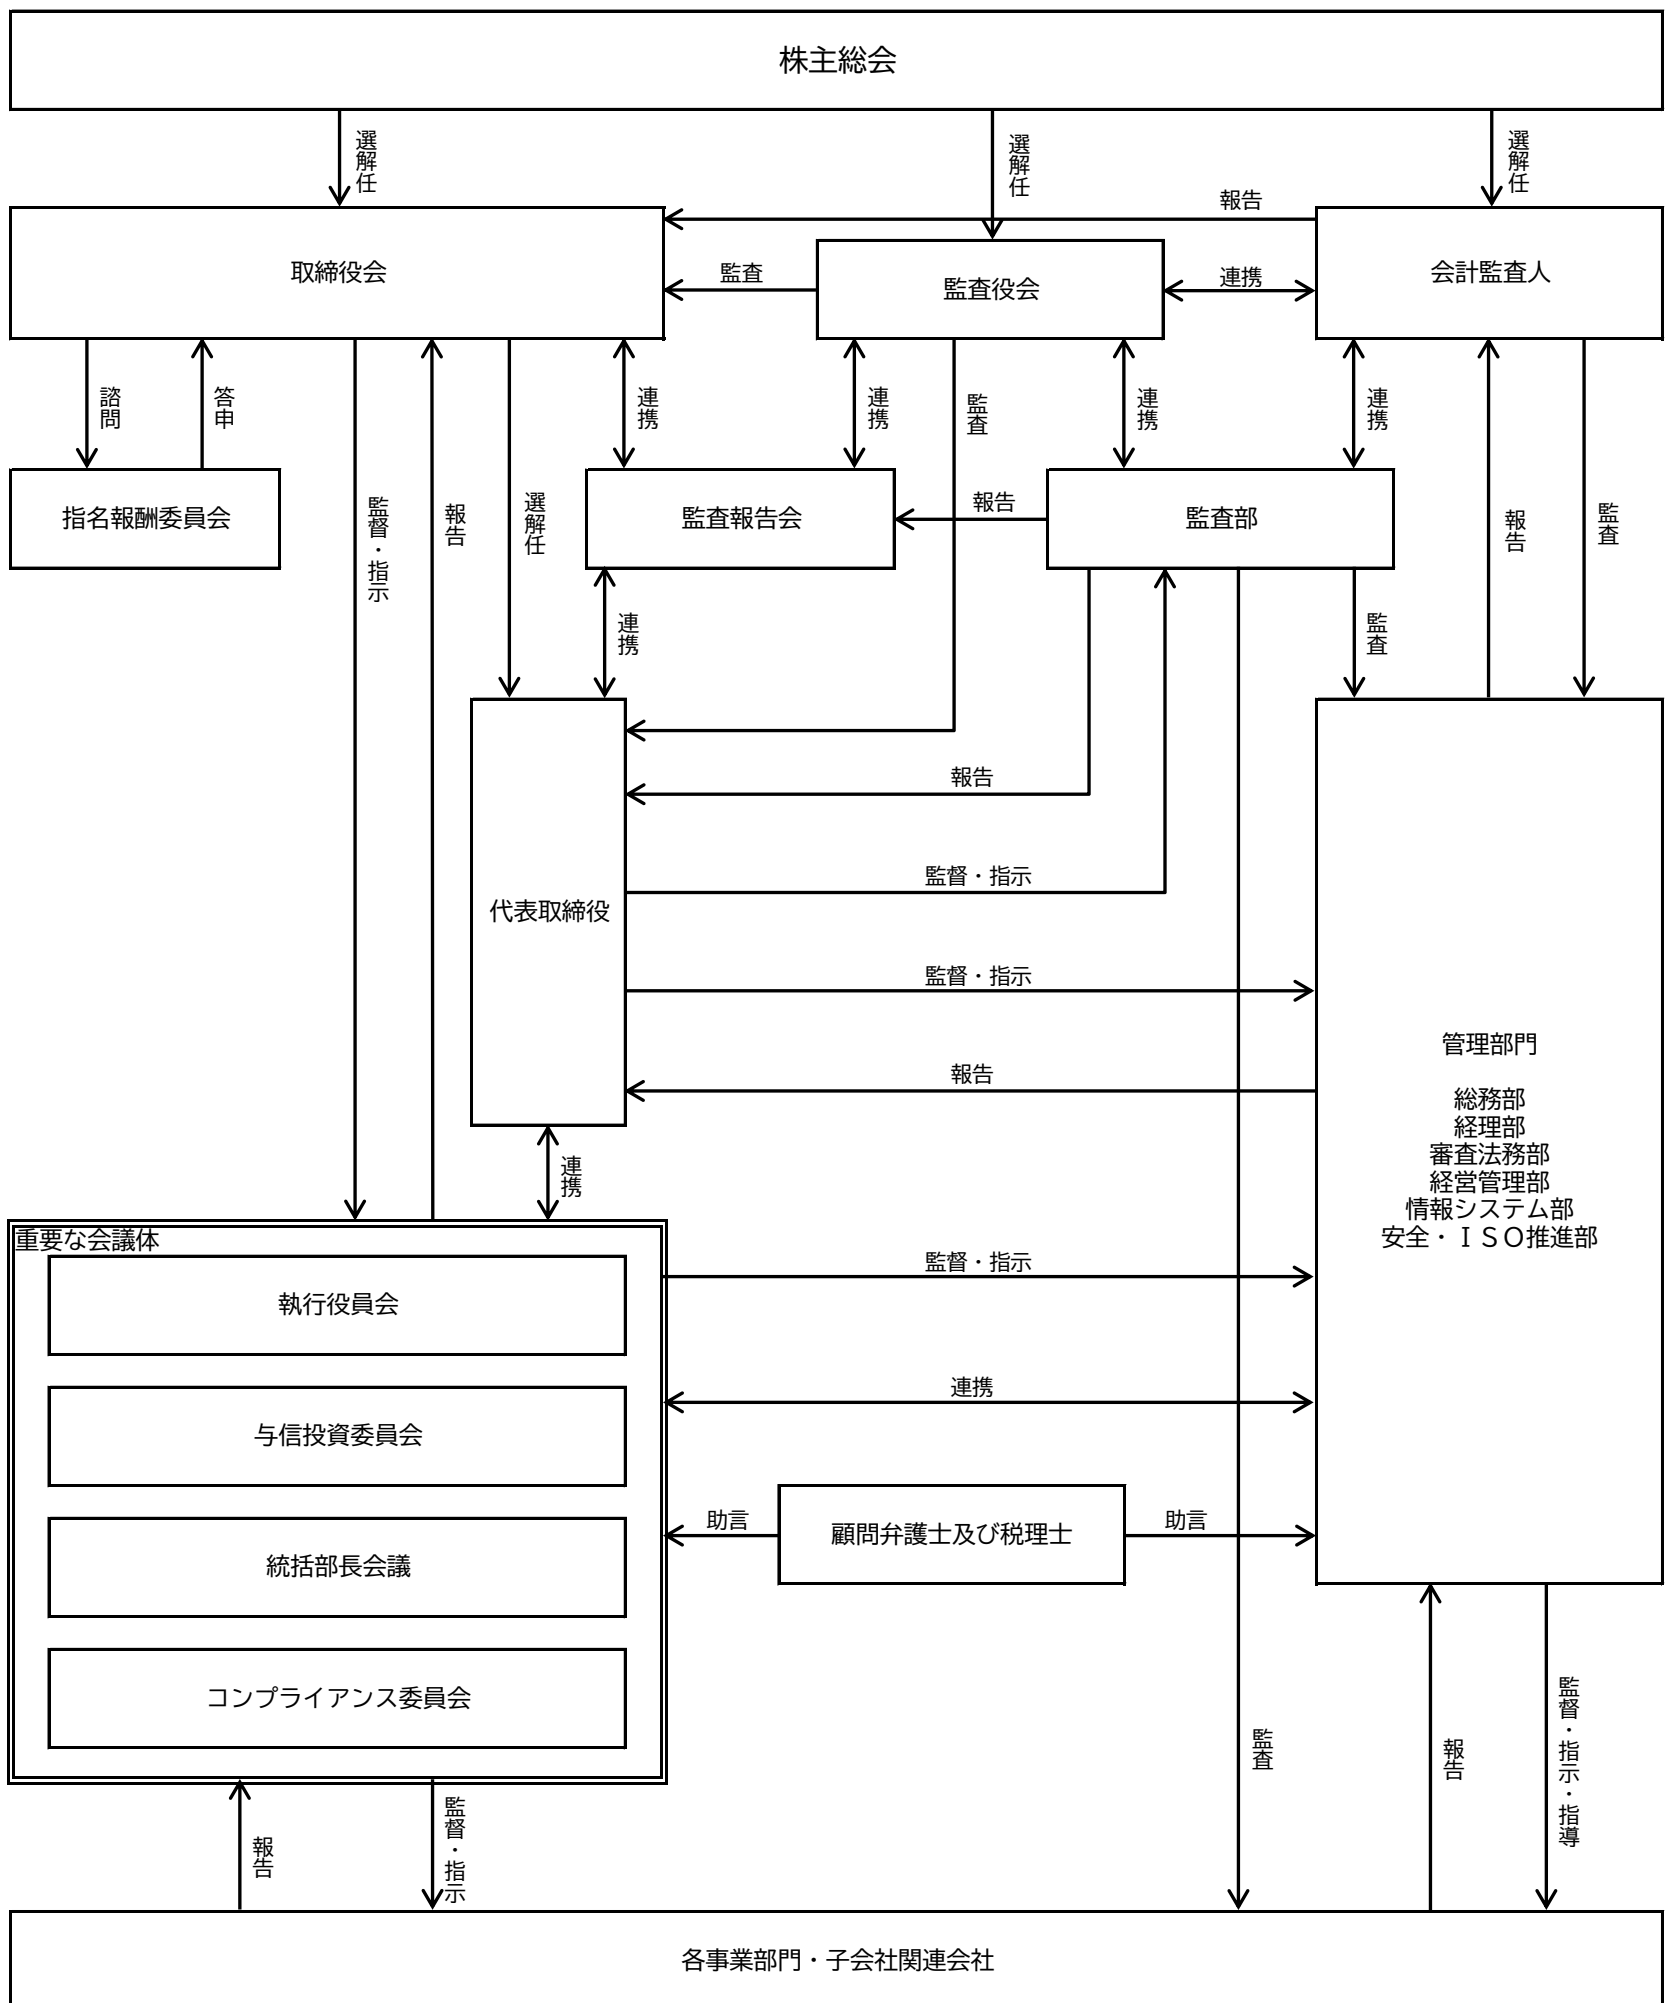 株主総会
選解任
選解任
選解任
報告
取締役会
監査
監査役会
連携
会計監査人
諮問
答申
連携
連携
監査
連携
連携
指名報酬委員会
監督・指示
報告
選解任
監査報告会
報告
監査部
報告
監査
連携
監査
報告
監督・指示
代表取締役
監督・指示
報告
管理部門
総務部
経理部
審査法務部
経営管理部
情報システム部
安全・ＩＳＯ推進部
連携
重要な会議体
執行役員会
監督・指示
連携
与信投資委員会
助言
顧問弁護士及び税理士
助言
統括部長会議
コンプライアンス委員会
報告
監督・指示
監査
報告
監督・指示・指導
各事業部門・子会社関連会社